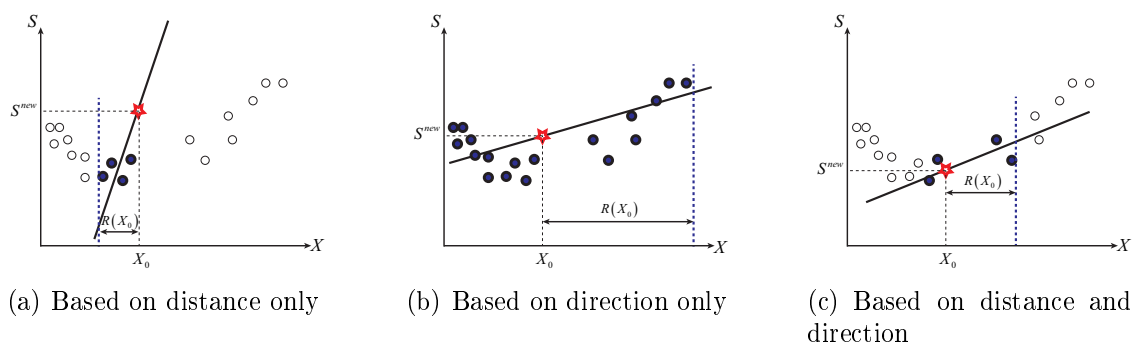 S
S^{new}
R(X_0)
X
X_0
(a) Based on distance only
S
S^{new}
R(X_0)
X
X_0
(b) Based on direction only
S
S^{new}
R(X_0)
X
X_0
(c) Based on distance and
direction